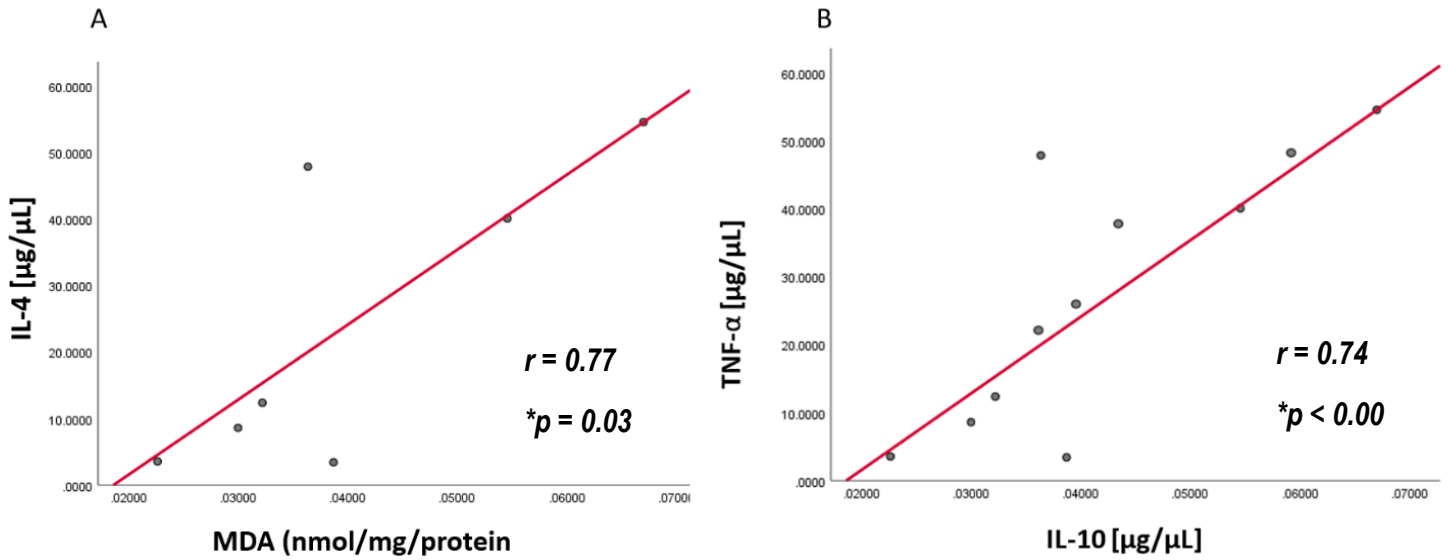 A
IL-4 [µg/µL]
60.0000
50.0000
40.0000
30.0000
20.0000
10.0000
.0000
r = 0.77
*p = 0.03
.02000 .03000 .04000 .05000 .06000 .0700
MDA (nmol/mg/protein
B
TNF-α [µg/µL]
60.0000
50.0000
40.0000
30.0000
20.0000
10.0000
.0000
r = 0.74
*p < 0.00
.02000 .03000 .04000 .05000 .06000 .07000
IL-10 [µg/µL]